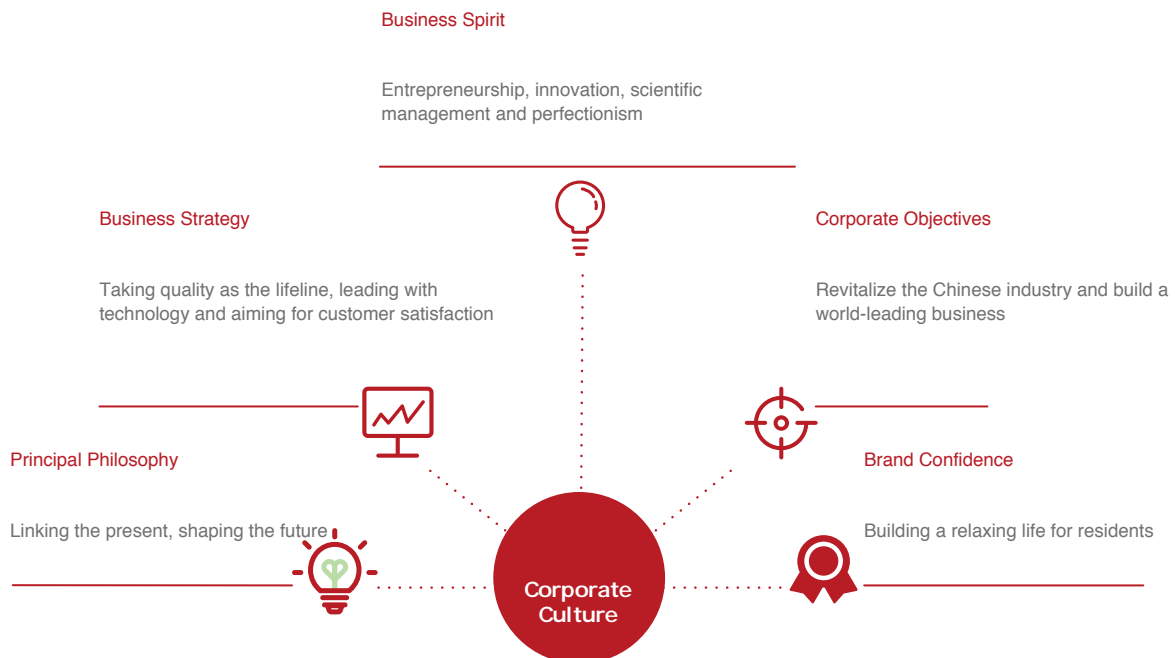 Business Spirit
Entrepreneurship, innovation, scientific
management and perfectionism
Business Strategy
Taking quality as the lifeline, leading with
technology and aiming for customer satisfaction
Corporate Objectives
Revitalize the Chinese industry and build a
world-leading business
Principal Philosophy
Linking the present, shaping the future
Brand Confidence
Building a relaxing life for residents
Corporate
Culture